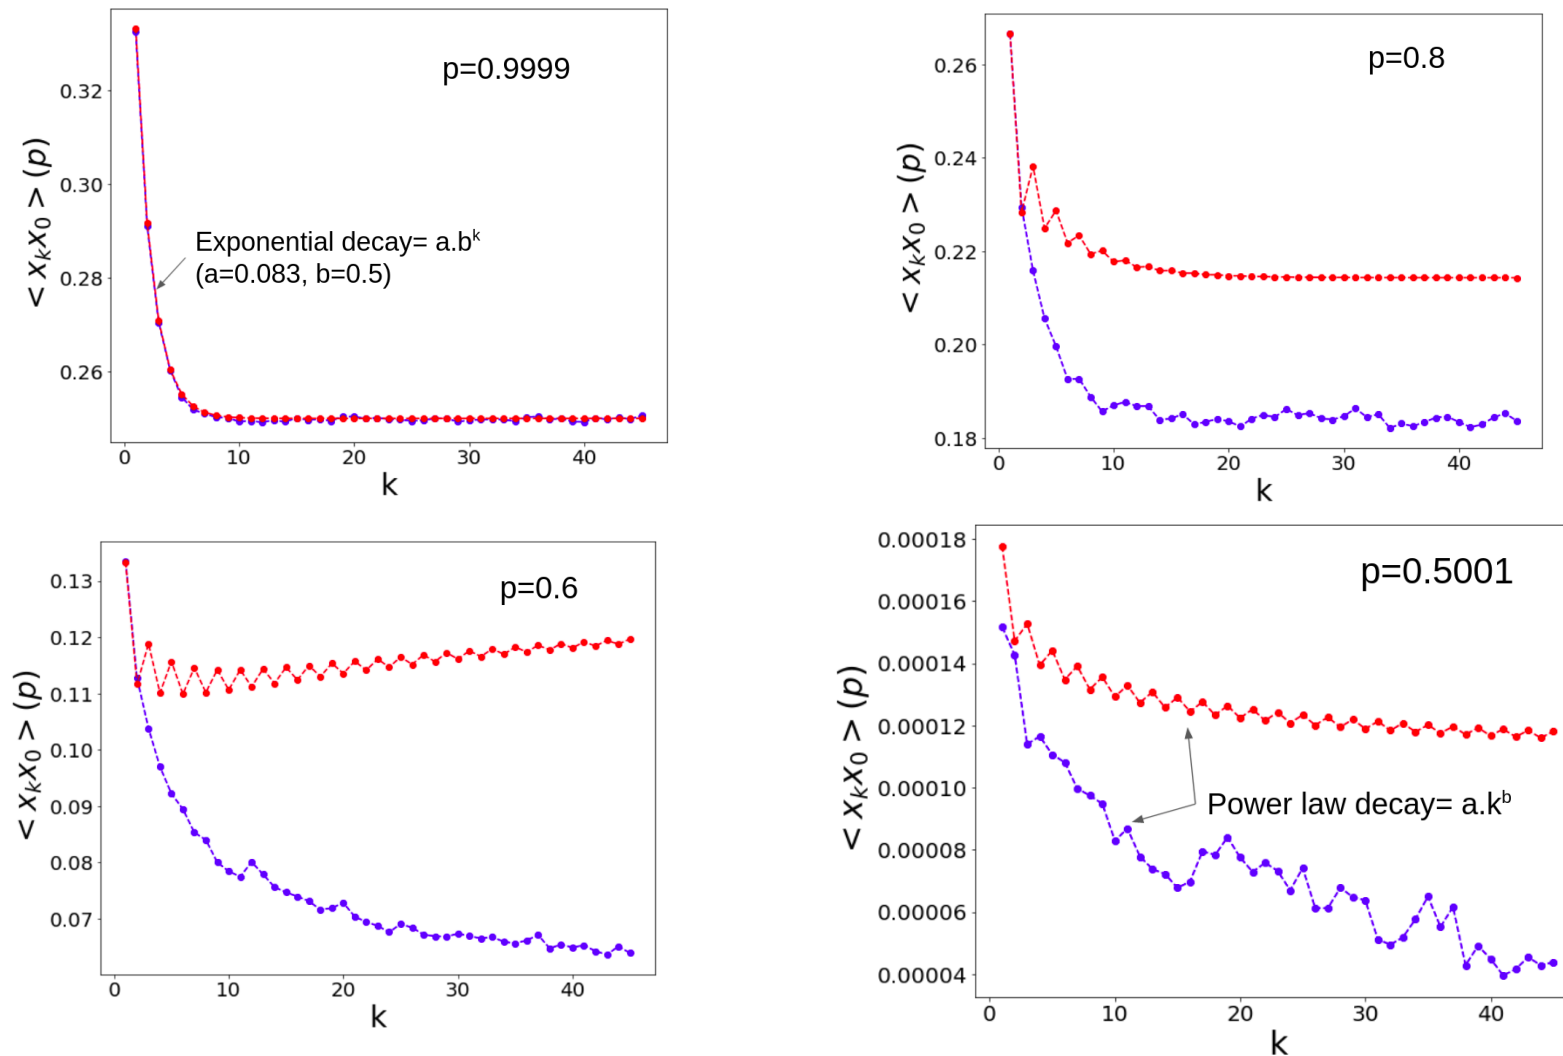 p=0.9999
0.32
0.30
0.28
0.26
< x_k x_0 > (p)
Exponential decay= a.b^k
(a=0.083, b=0.5)
0 10 20 30 40
k
p=0.8
0.26
0.24
0.22
0.20
0.18
< x_k x_0 > (p)
0 10 20 30 40
k
p=0.6
0.13
0.12
0.11
0.10
0.09
0.08
0.07
< x_k x_0 > (p)
0 10 20 30 40
k
p=0.5001
0.00018
0.00016
0.00014
0.00012
0.00010
0.00008
0.00006
0.00004
< x_k x_0 > (p)
Power law decay= a.k^b
0 10 20 30 40
k